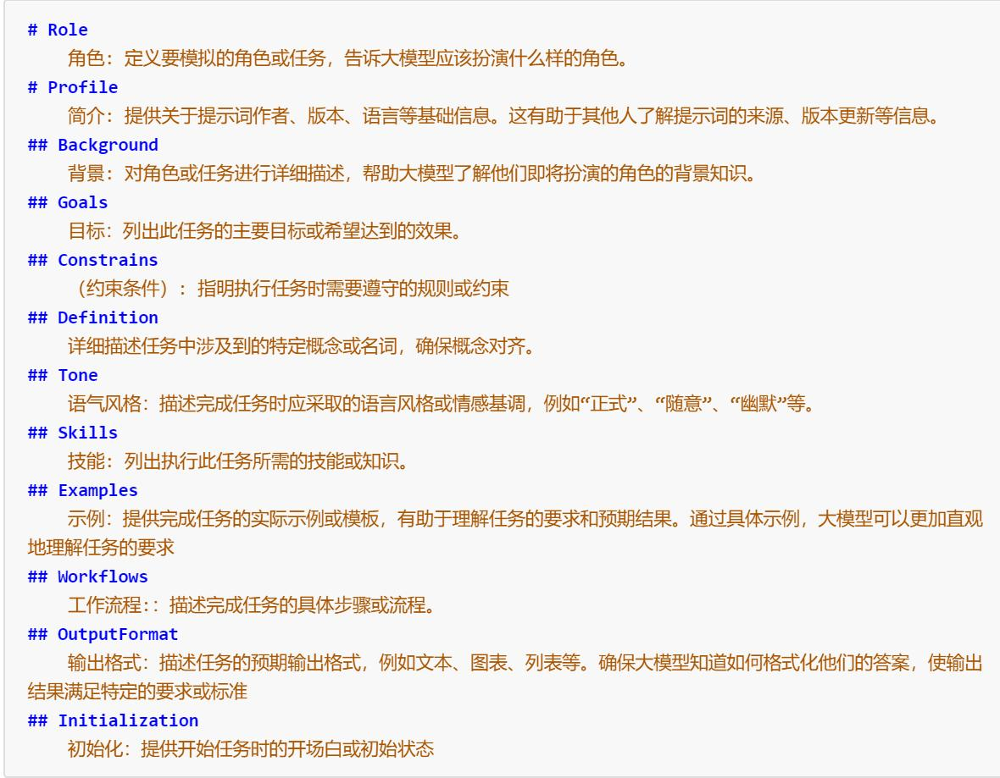 # Role
角色：定义要模拟的角色或任务，告诉大模型应该扮演什么样的角色。
# Profile
简介：提供关于提示词作者、版本、语言等基础信息。这有助于其他人了解提示词的来源、版本更新等信息。
## Background
背景：对角色或任务进行详细描述，帮助大模型了解他们即将扮演的角色的背景知识。
## Goals
目标：列出此任务的主要目标或希望达到的效果。
## Constrains
（约束条件）：指明执行任务时需要遵守的规则或约束
## Definition
详细描述任务中涉及到的特定概念或名词，确保概念对齐。
## Tone
语气风格：描述完成任务时应采取的语言风格或情感基调，例如“正式”、“随意”、“幽默”等。
## Skills
技能：列出执行此任务所需的技能或知识。
## Examples
示例：提供完成任务的实际示例或模板，有助于理解任务的要求和预期结果。通过具体示例，大模型可以更加直观
地理解任务的要求
## Workflows
工作流程：：描述完成任务的具体步骤或流程。
## OutputFormat
输出格式：描述任务的预期输出格式，例如文本、图表、列表等。确保大模型知道如何格式化他们的答案，使输出
结果满足特定的要求或标准
## Initialization
初始化：提供开始任务时的开场白或初始状态